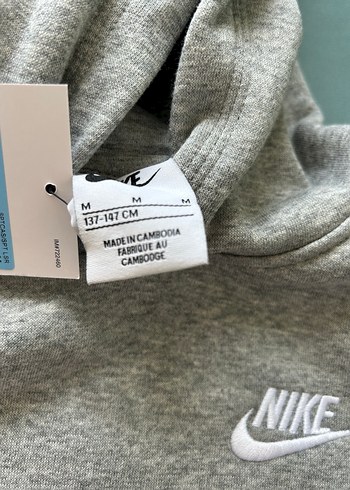 M M M
137-147 CM
MADE IN CAMBODIA
FABRIQUE AU
CAMBODGE
NIKE